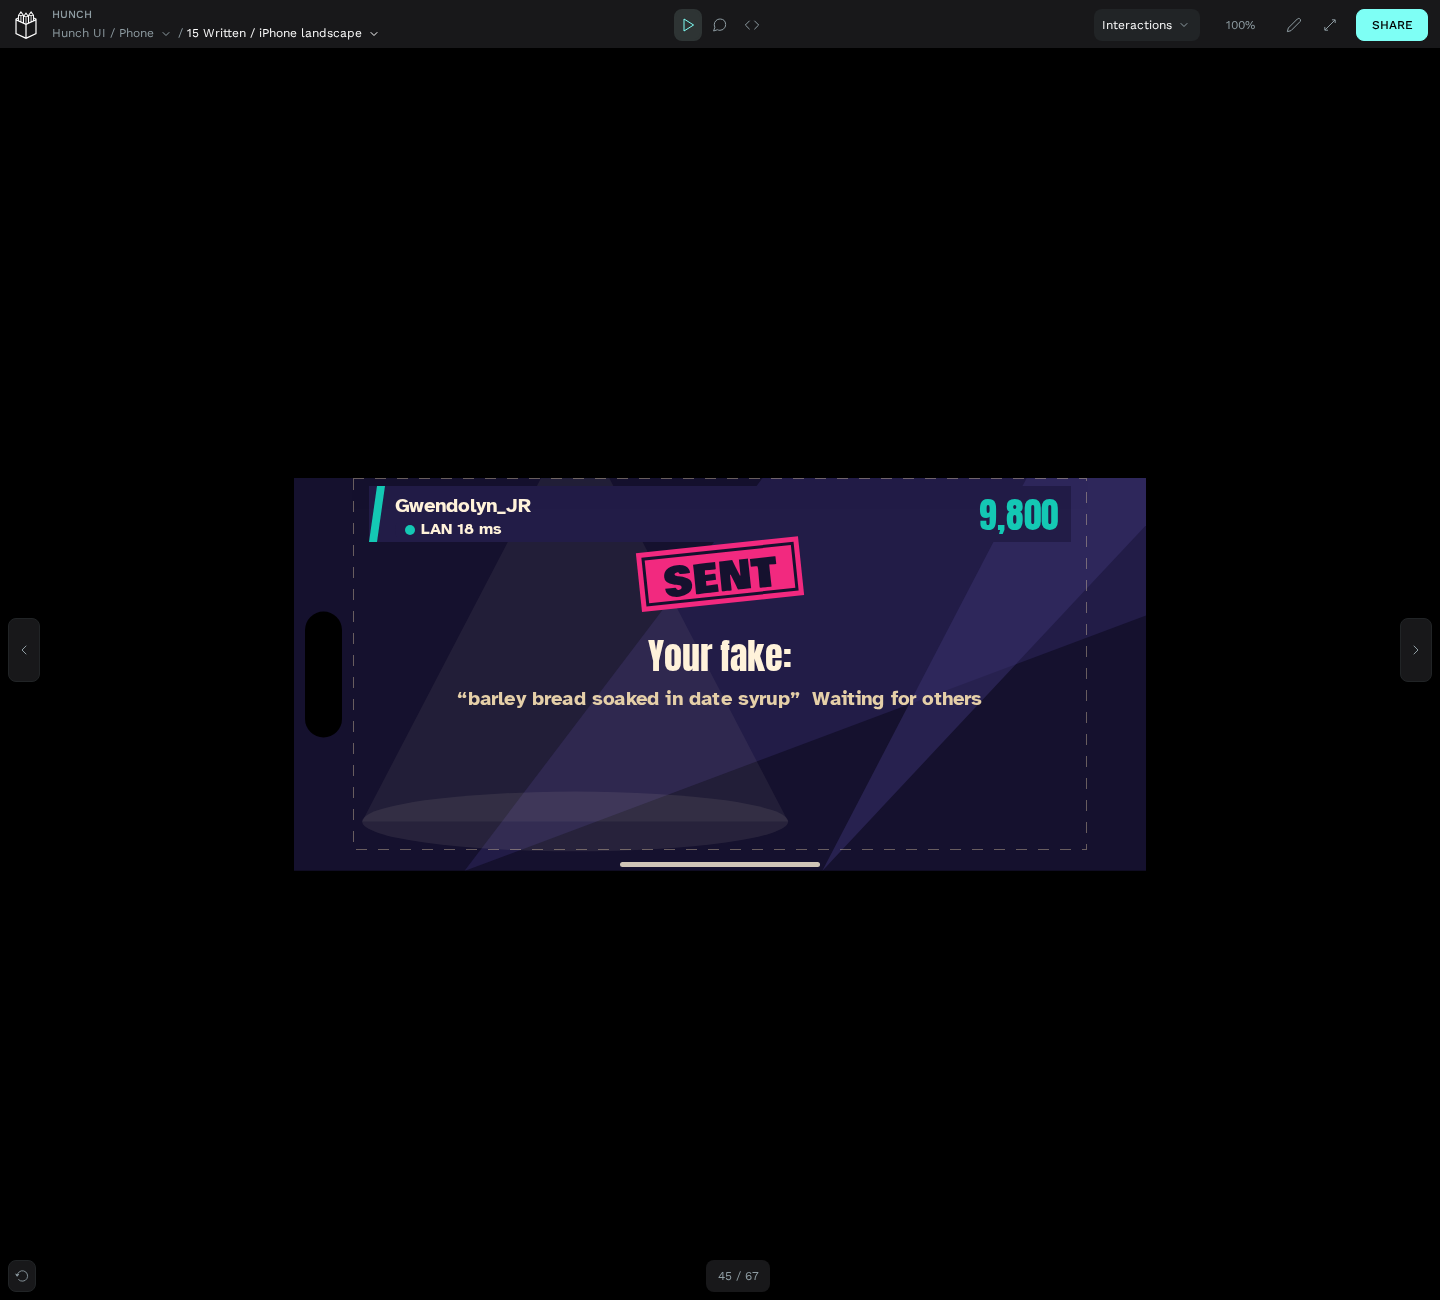 HUNCH
Hunch UI / Phone / 15 Written / iPhone landscape
Interactions
100%
SHARE
Gwendolyn_JR
LAN 18 ms
9,800
SENT
Your fake:
“barley bread soaked in date syrup” Waiting for others
45 / 67